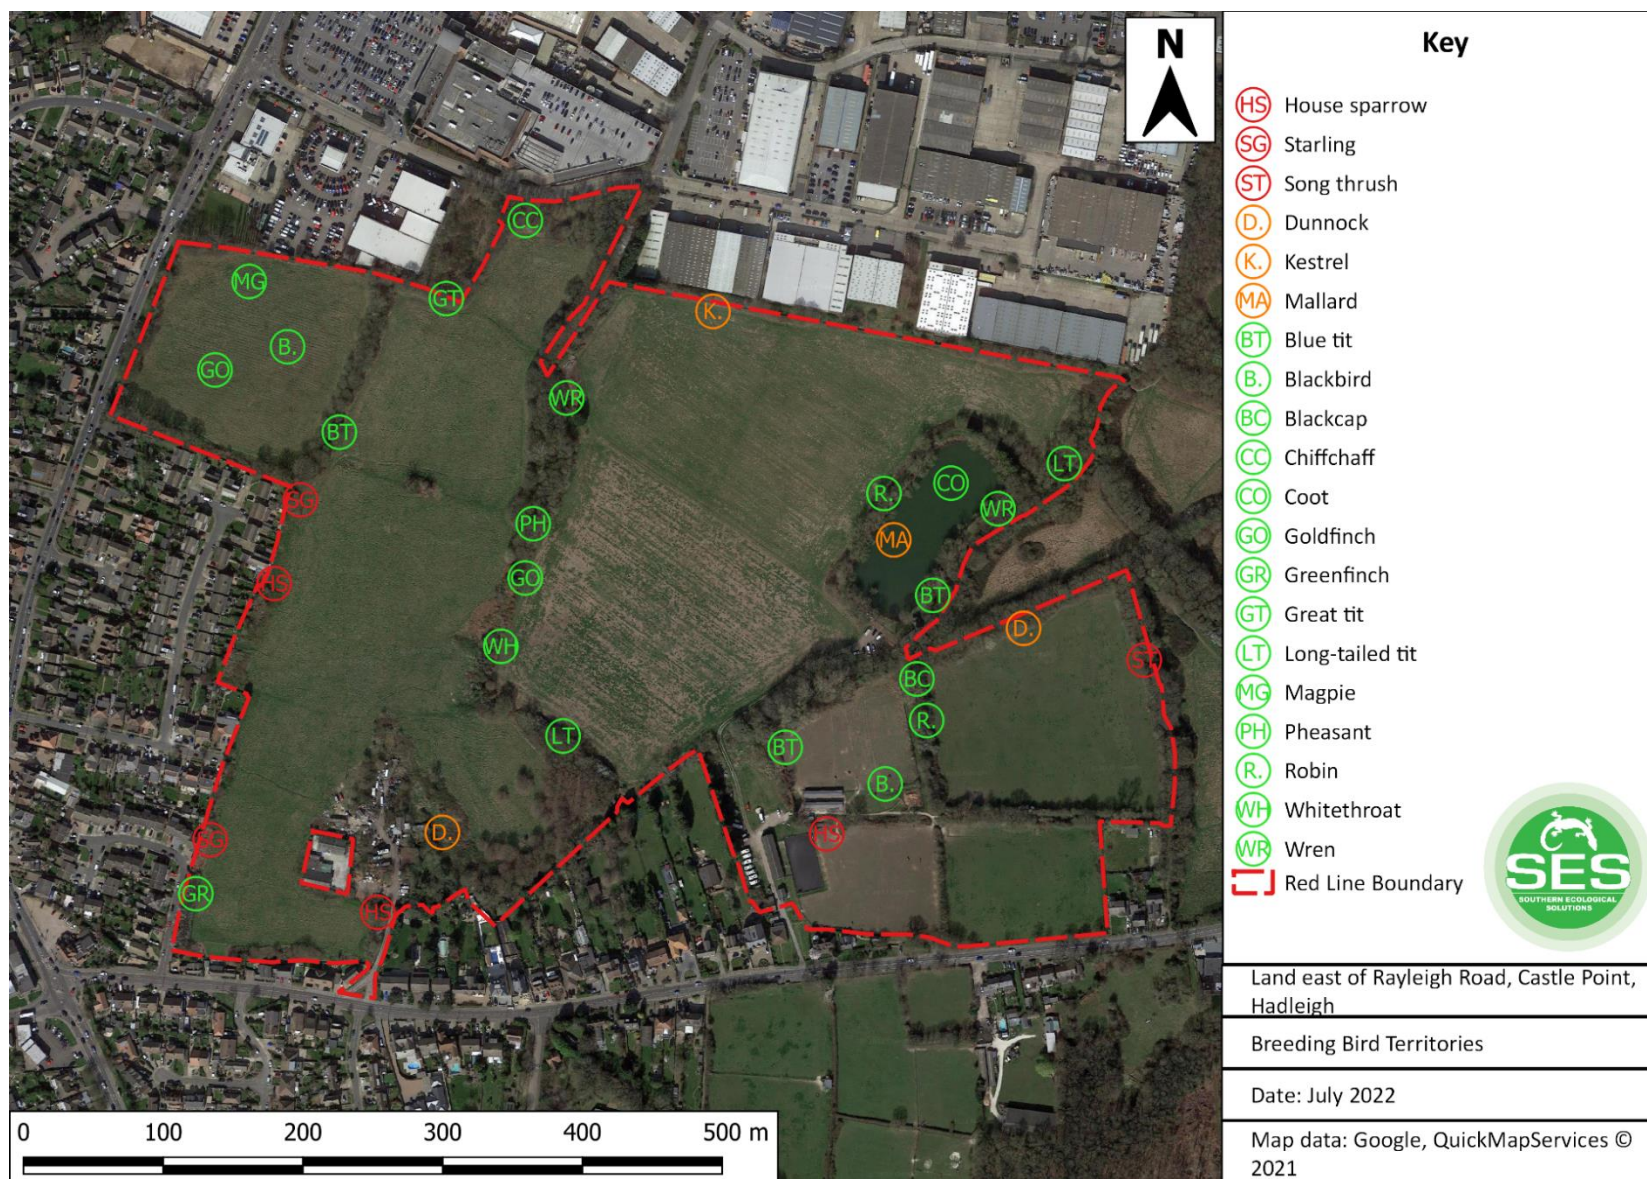 N
CC
MG
GT
K.
B.
GO
WR
BT
LT
CO
R.
WR
SG
PH
MA
HS
GO
BT
D.
WH
ST
BC
R.
LT
BT
B.
D.
HS
SG
GR
HS
0 100 200 300 400 500 m
Key
HS House sparrow
SG Starling
ST Song thrush
D. Dunnock
K. Kestrel
MA Mallard
BT Blue tit
B. Blackbird
BC Blackcap
CC Chiffchaff
CO Coot
GO Goldfinch
GR Greenfinch
GT Great tit
LT Long-tailed tit
MG Magpie
PH Pheasant
R. Robin
WH Whitethroat
WR Wren
Red Line Boundary
SES
SOUTHERN ECOLOGICAL
SOLUTIONS
Land east of Rayleigh Road, Castle Point,
Hadleigh
Breeding Bird Territories
Date: July 2022
Map data: Google, QuickMapServices ©
2021